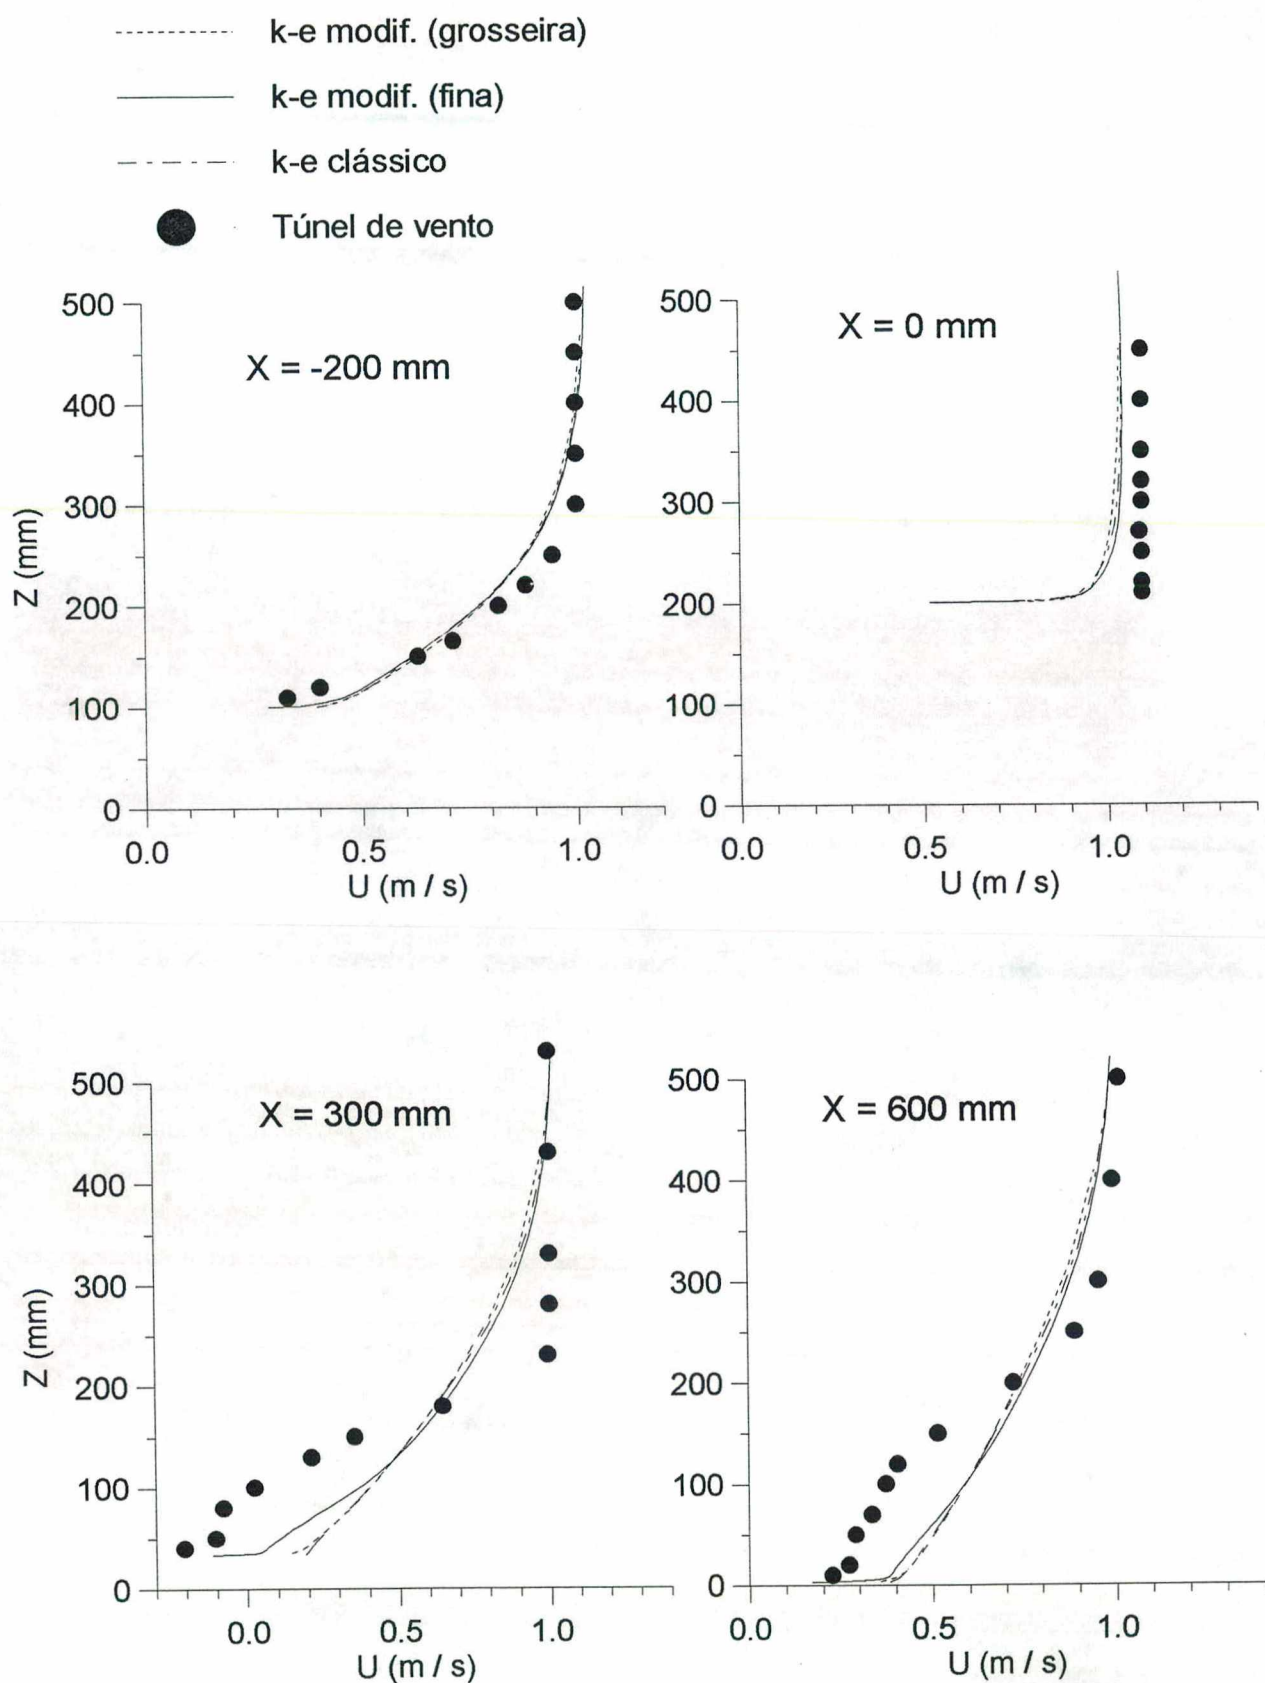 k-e modif. (grosseira)
k-e modif. (fina)
k-e clássico
Túnel de vento
X = -200 mm
500
400
300
200
100
0
Z (mm)
0.0 0.5 1.0
U (m / s)
X = 0 mm
500
400
300
200
100
0
0.0 0.5 1.0
U (m / s)
X = 300 mm
500
400
300
200
100
0
Z (mm)
0.0 0.5 1.0
U (m / s)
X = 600 mm
500
400
300
200
100
0
0.0 0.5 1.0
U (m / s)